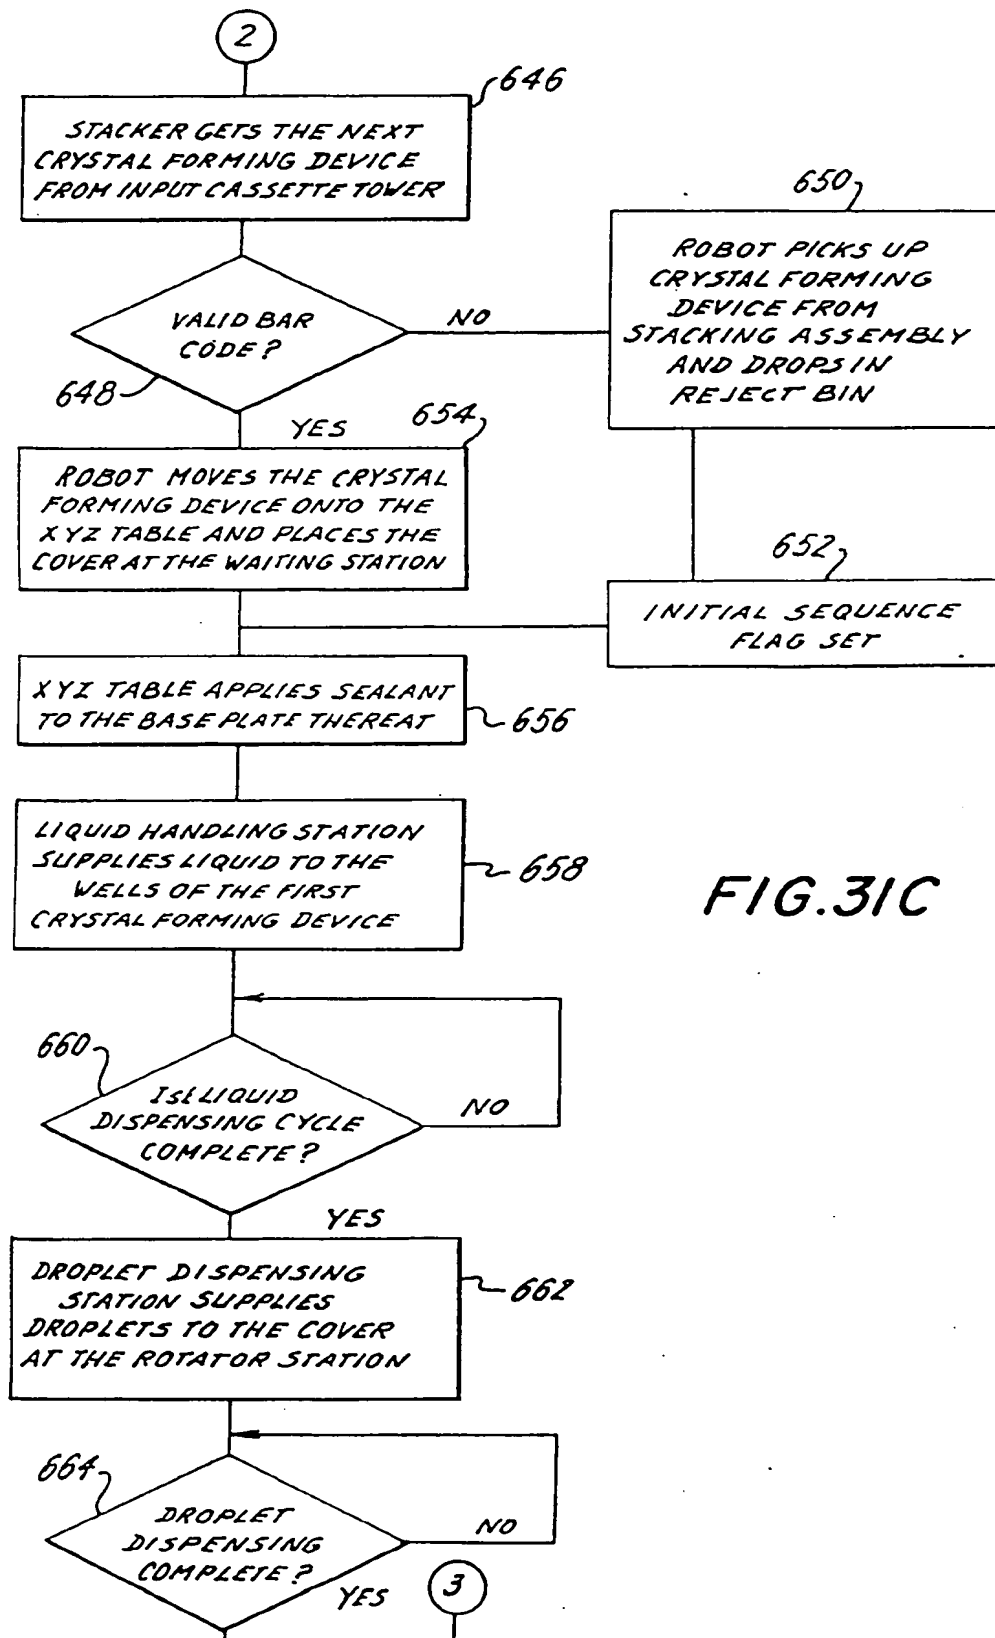 2
646
STACKER GETS THE NEXT
CRYSTAL FORMING DEVICE
FROM INPUT CASSETTE TOWER
650
ROBOT PICKS UP
CRYSTAL FORMING
DEVICE FROM
STACKING ASSEMBLY
AND DROPS IN
REJECT BIN
VALID BAR
CODE?
NO
648
YES
654
ROBOT MOVES THE CRYSTAL
FORMING DEVICE ONTO THE
XYZ TABLE AND PLACES THE
COVER AT THE WAITING STATION
652
INITIAL SEQUENCE
FLAG SET
XYZ TABLE APPLIES SEALANT
TO THE BASE PLATE THEREAT
656
LIQUID HANDLING STATION
SUPPLIES LIQUID TO THE
WELLS OF THE FIRST
CRYSTAL FORMING DEVICE
658
FIG.31C
660
1st LIQUID
DISPENSING CYCLE
COMPLETE?
NO
YES
DROPLET DISPENSING
STATION SUPPLIES
DROPLETS TO THE COVER
AT THE ROTATOR STATION
662
664
DROPLET
DISPENSING
COMPLETE?
NO
YES
3